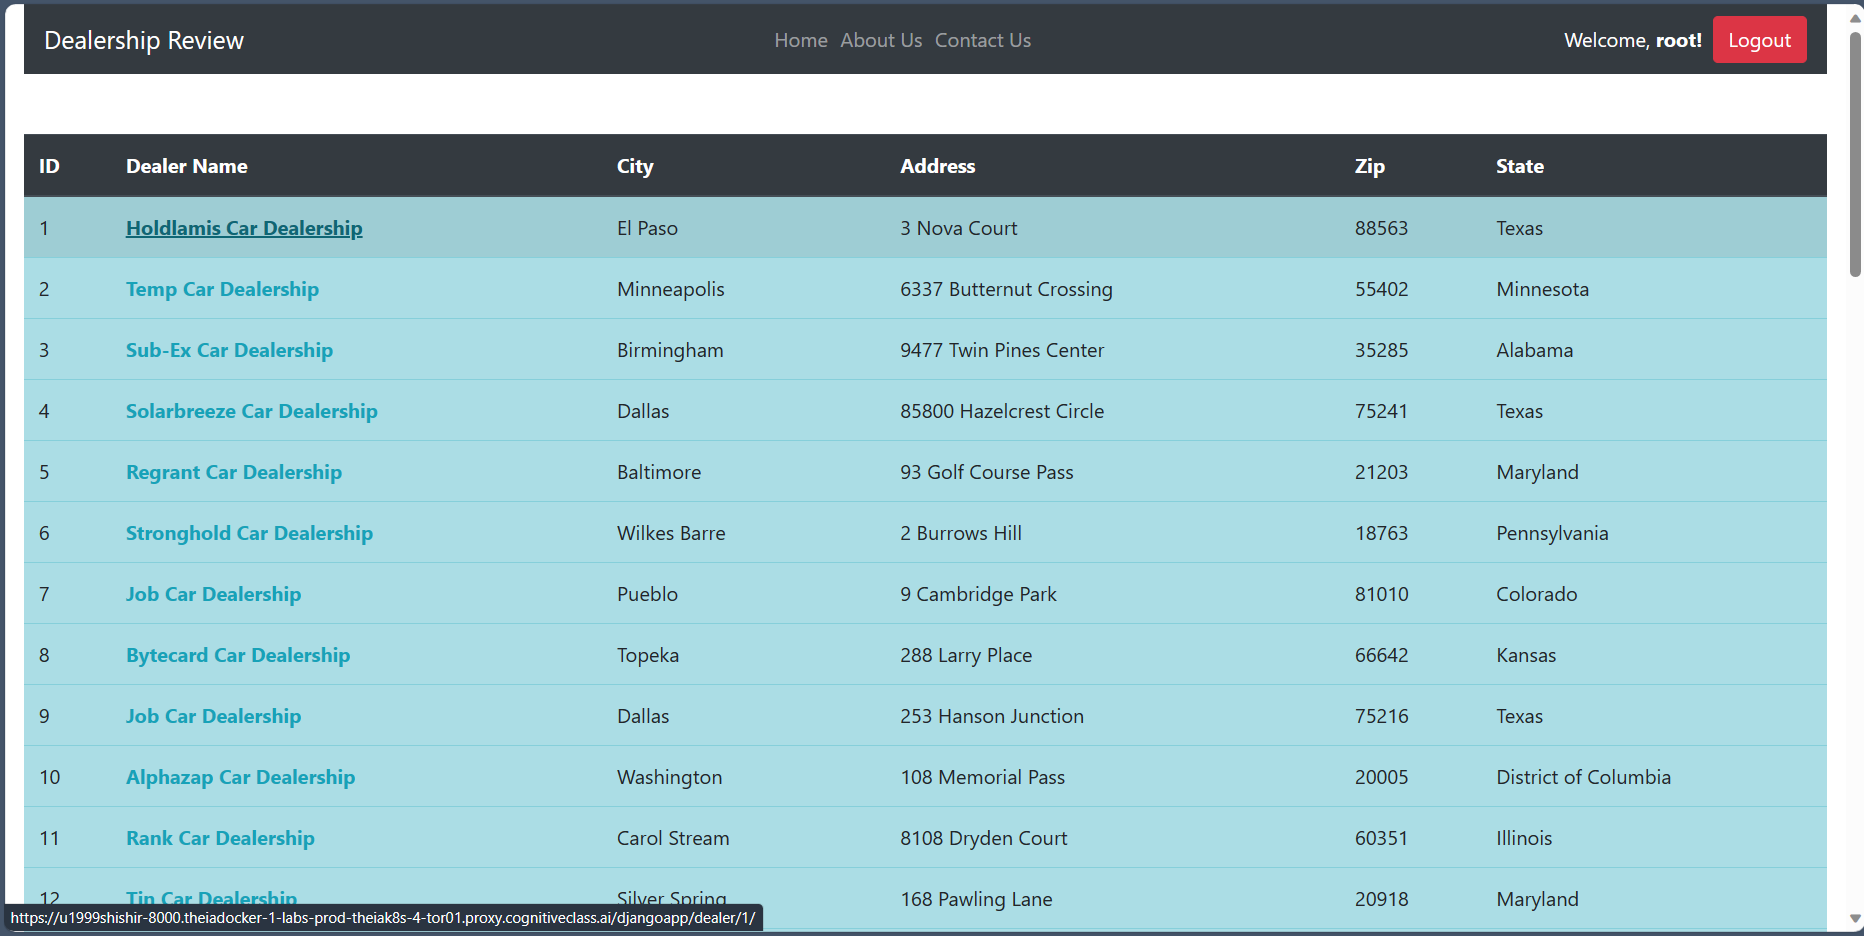 Dealership Review Home About Us Contact Us Welcome, root! Logout
ID Dealer Name City Address Zip State
1 Holdlamis Car Dealership El Paso 3 Nova Court 88563 Texas
2 Temp Car Dealership Minneapolis 6337 Butternut Crossing 55402 Minnesota
3 Sub-Ex Car Dealership Birmingham 9477 Twin Pines Center 35285 Alabama
4 Solarbreeze Car Dealership Dallas 85800 Hazelcrest Circle 75241 Texas
5 Regrant Car Dealership Baltimore 93 Golf Course Pass 21203 Maryland
6 Stronghold Car Dealership Wilkes Barre 2 Burrows Hill 18763 Pennsylvania
7 Job Car Dealership Pueblo 9 Cambridge Park 81010 Colorado
8 Bytecard Car Dealership Topeka 288 Larry Place 66642 Kansas
9 Job Car Dealership Dallas 253 Hanson Junction 75216 Texas
10 Alphazap Car Dealership Washington 108 Memorial Pass 20005 District of Columbia
11 Rank Car Dealership Carol Stream 8108 Dryden Court 60351 Illinois
12 Tin Car Dealership Silver Spring 168 Pawling Lane 20918 Maryland
https://u1999shishir-8000.theiadocker-1-labs-prod-theiak8s-4-tor01.proxy.cognitiveclass.ai/djangoapp/dealer/1/